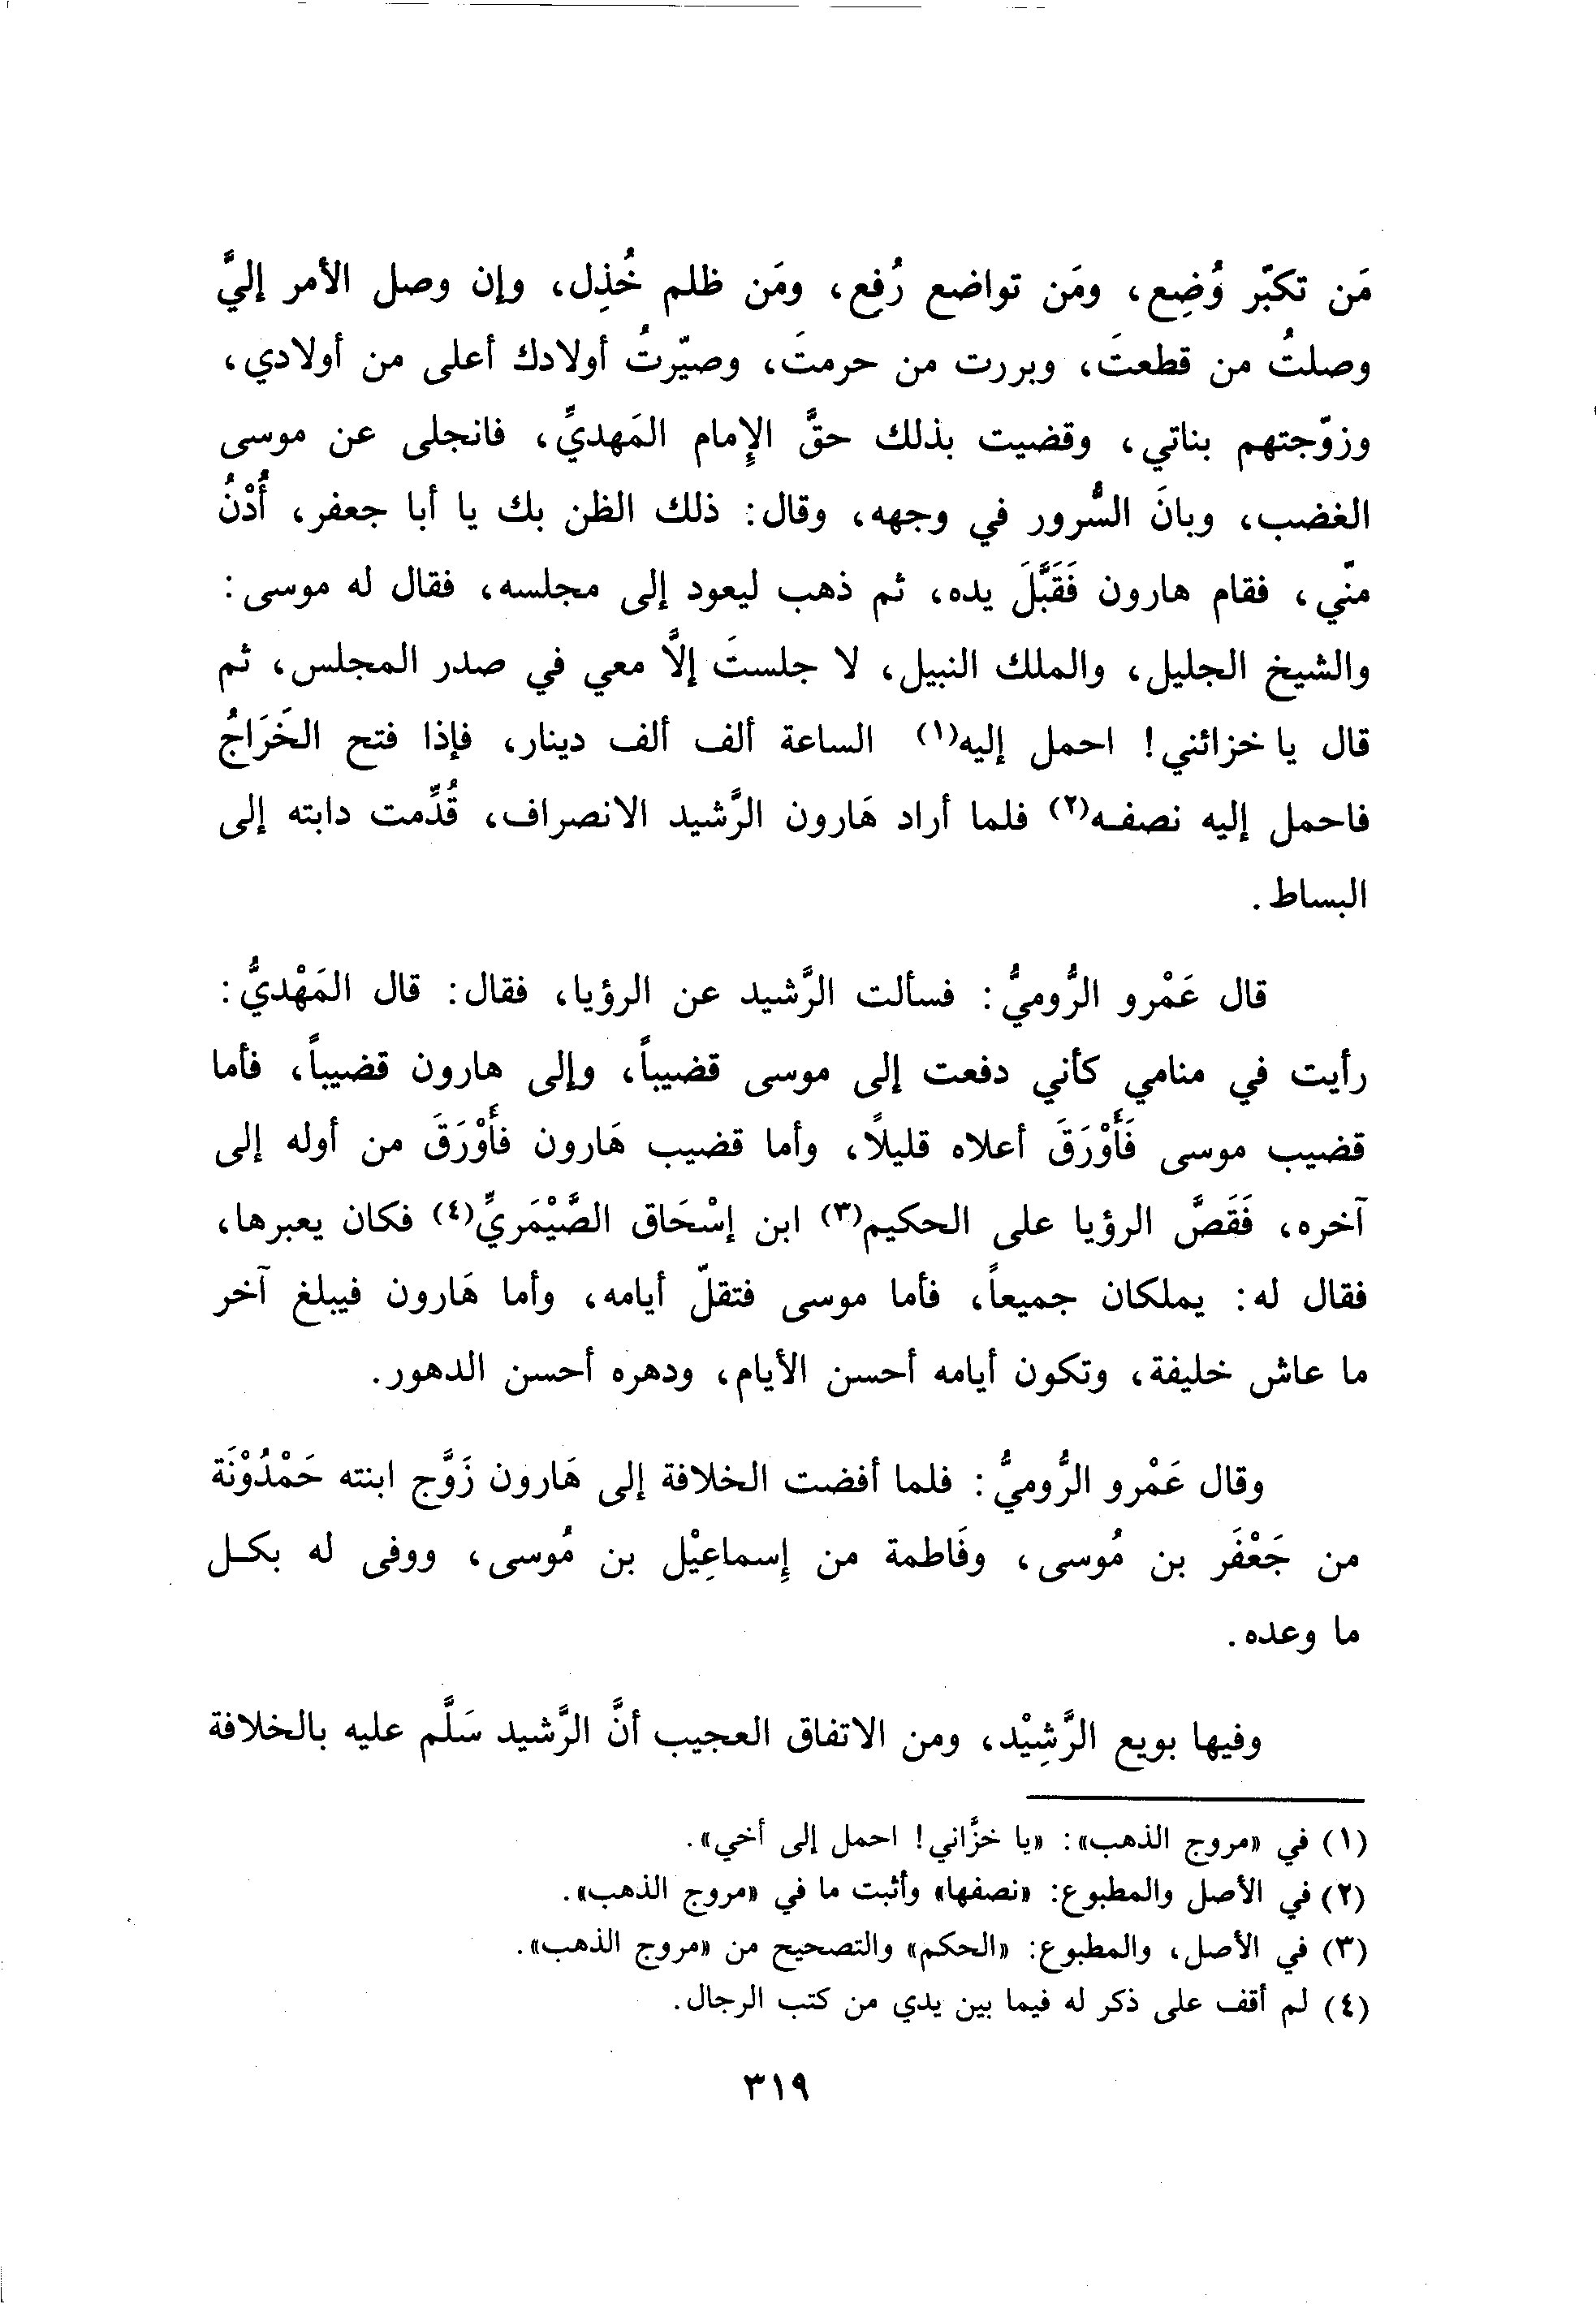 مَن تكبّر وُضِع، ومَن تواضع رُفِع، ومَن ظلم خُذِل، وإن وصل الأمر إليَّ
وصلتُ من قطعتَ، وبررت من حرمتَ، وصيّرتُ أولادك أعلى من أولادي،
وزوّجتهم بناتي، وقضيت بذلك حقَّ الإِمام المَهديِّ، فانجلى عن موسى
الغضب، وبانَ السُّرور في وجهه، وقال: ذلك الظن بك يا أبا جعفر، أُدْنُ
منّي، فقام هارون فَقَبَّلَ يده، ثم ذهب ليعود إلى مجلسه، فقال له موسى:
والشيخ الجليل، والملك النبيل، لا جلستَ إلاَّ معي في صدر المجلس، ثم
قال يا خزائني! احمل إليه(١) الساعة ألف ألف دينار، فإذا فتح الخَرَاجُ
فاحمل إليه نصفـه(٢) فلما أراد هَارون الرَّشيد الانصراف، قُدِّمت دابته إلى
البساط.
قال عَمْرو الرُّوميُّ: فسألت الرَّشيد عن الرؤيا، فقال: قال المَهْديُّ:
رأيت في منامي كأني دفعت إلى موسى قضيباً، وإلى هارون قضيباً، فأما
قضيب موسى فَأَوْرَقَ أعلاه قليلاً، وأما قضيب هَارون فأَوْرَقَ من أوله إلى
آخره، فَقَصَّ الرؤيا على الحكيم(٣) ابن إسْحَاق الصَّيْمَريِّ(٤) فكان يعبرها،
فقال له: يملكان جميعاً، فأما موسى فتقلّ أيامه، وأما هَارون فيبلغ آخر
ما عاش خليفة، وتكون أيامه أحسن الأيام، ودهره أحسن الدهور.
وقال عَمْرو الرُّوميُّ: فلما أفضت الخلافة إلى هَارون زَوَّج ابنته حَمْدُوْنَة
من جَعْفَر بن مُوسى، وفَاطمة من إِسماعِيْل بن مُوسى، ووفى له بكـل
ما وعده.
وفيها بويع الرَّشِيْد، ومن الاتفاق العجيب أنَّ الرَّشيد سَلَّم عليه بالخلافة
(١) في «مروج الذهب»: «يا خزَّاني! احمل إلى أخي».
(٢) في الأصل والمطبوع: «نصفها» وأثبت ما في «مروج الذهب».
(٣) في الأصل، والمطبوع: «الحكم» والتصحيح من «مروج الذهب».
(٤) لم أقف على ذكر له فيما بين يدي من كتب الرجال.
٣١٩